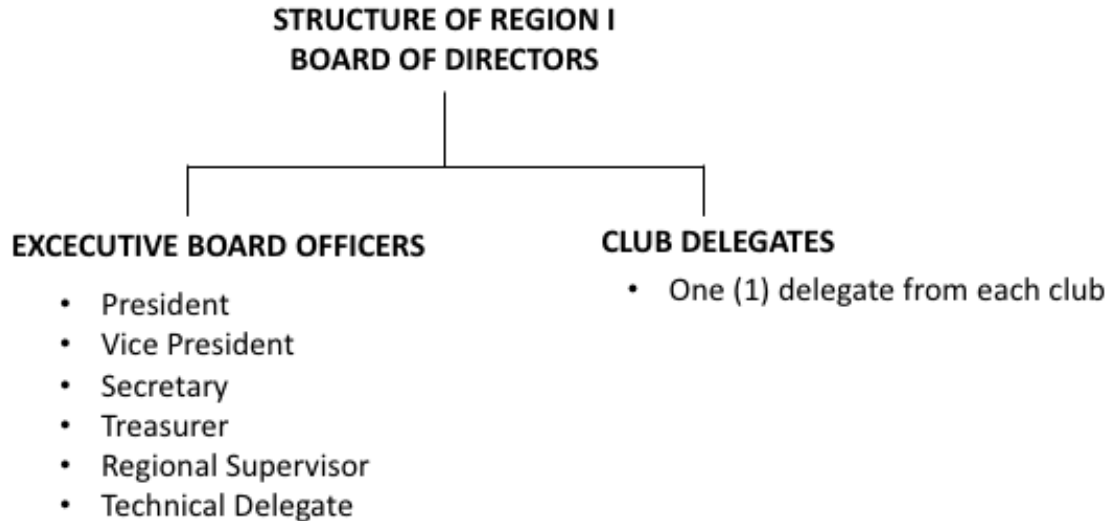 STRUCTURE OF REGION I
BOARD OF DIRECTORS
EXCECUTIVE BOARD OFFICERS
• President
• Vice President
• Secretary
• Treasurer
• Regional Supervisor
• Technical Delegate
CLUB DELEGATES
• One (1) delegate from each club